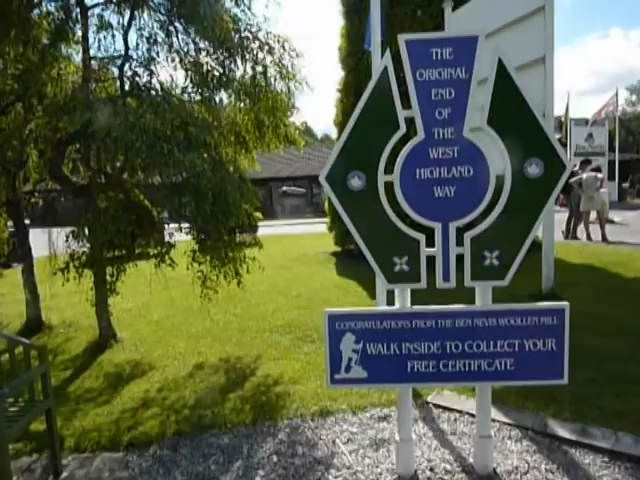 THE
ORIGINAL
END
OF
THE
WEST
HIGHLAND
WAY
CONGRATULATIONS FROM THE BEN NEVIS WOOLLEN MILL
WALK INSIDE TO COLLECT YOUR
FREE CERTIFICATE